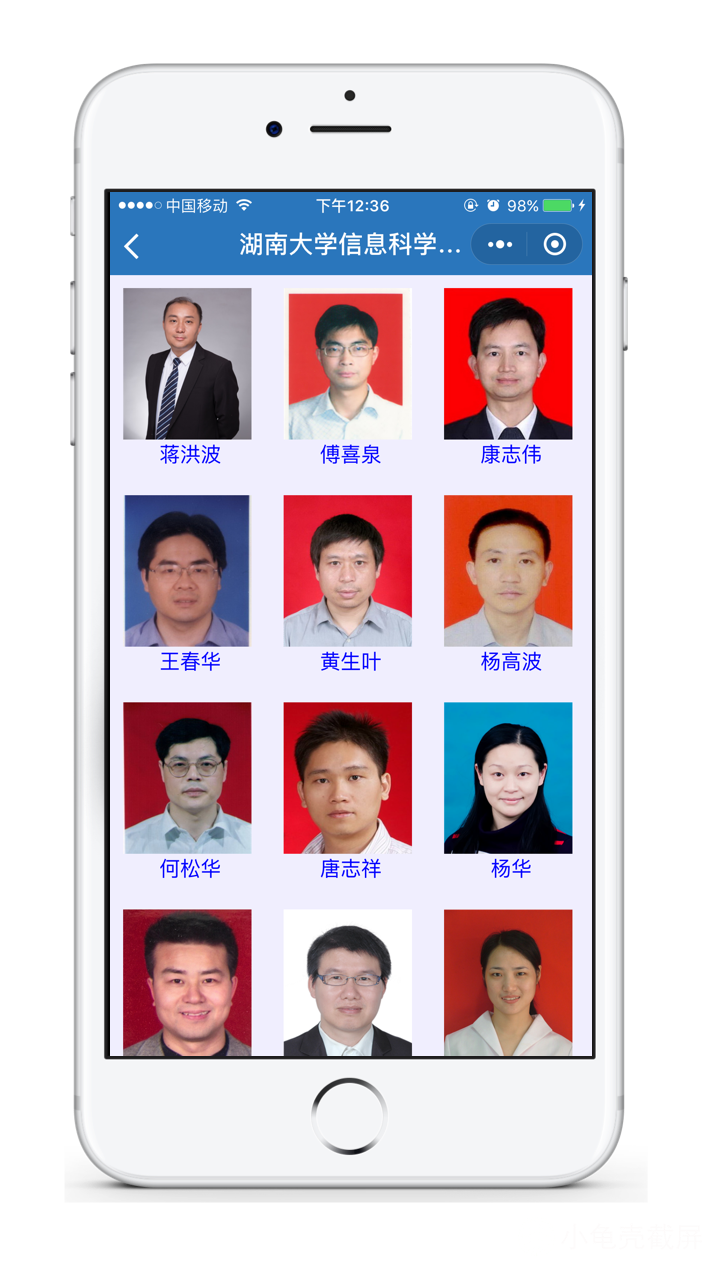 中国移动 下午12:36 98%
湖南大学信息科学...
蒋洪波 傅喜泉 康志伟
王春华 黄生叶 杨高波
何松华 唐志祥 杨华